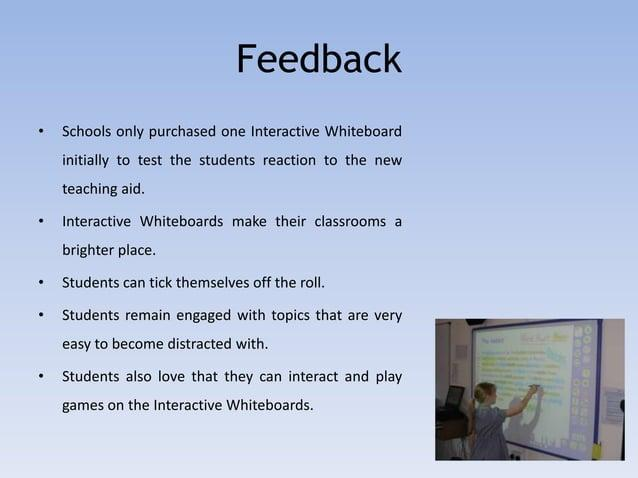 Feedback
• Schools only purchased one Interactive Whiteboard
initially to test the students reaction to the new
teaching aid.
• Interactive Whiteboards make their classrooms a
brighter place.
• Students can tick themselves off the roll.
• Students remain engaged with topics that are very
easy to become distracted with.
• Students also love that they can interact and play
games on the Interactive Whiteboards.